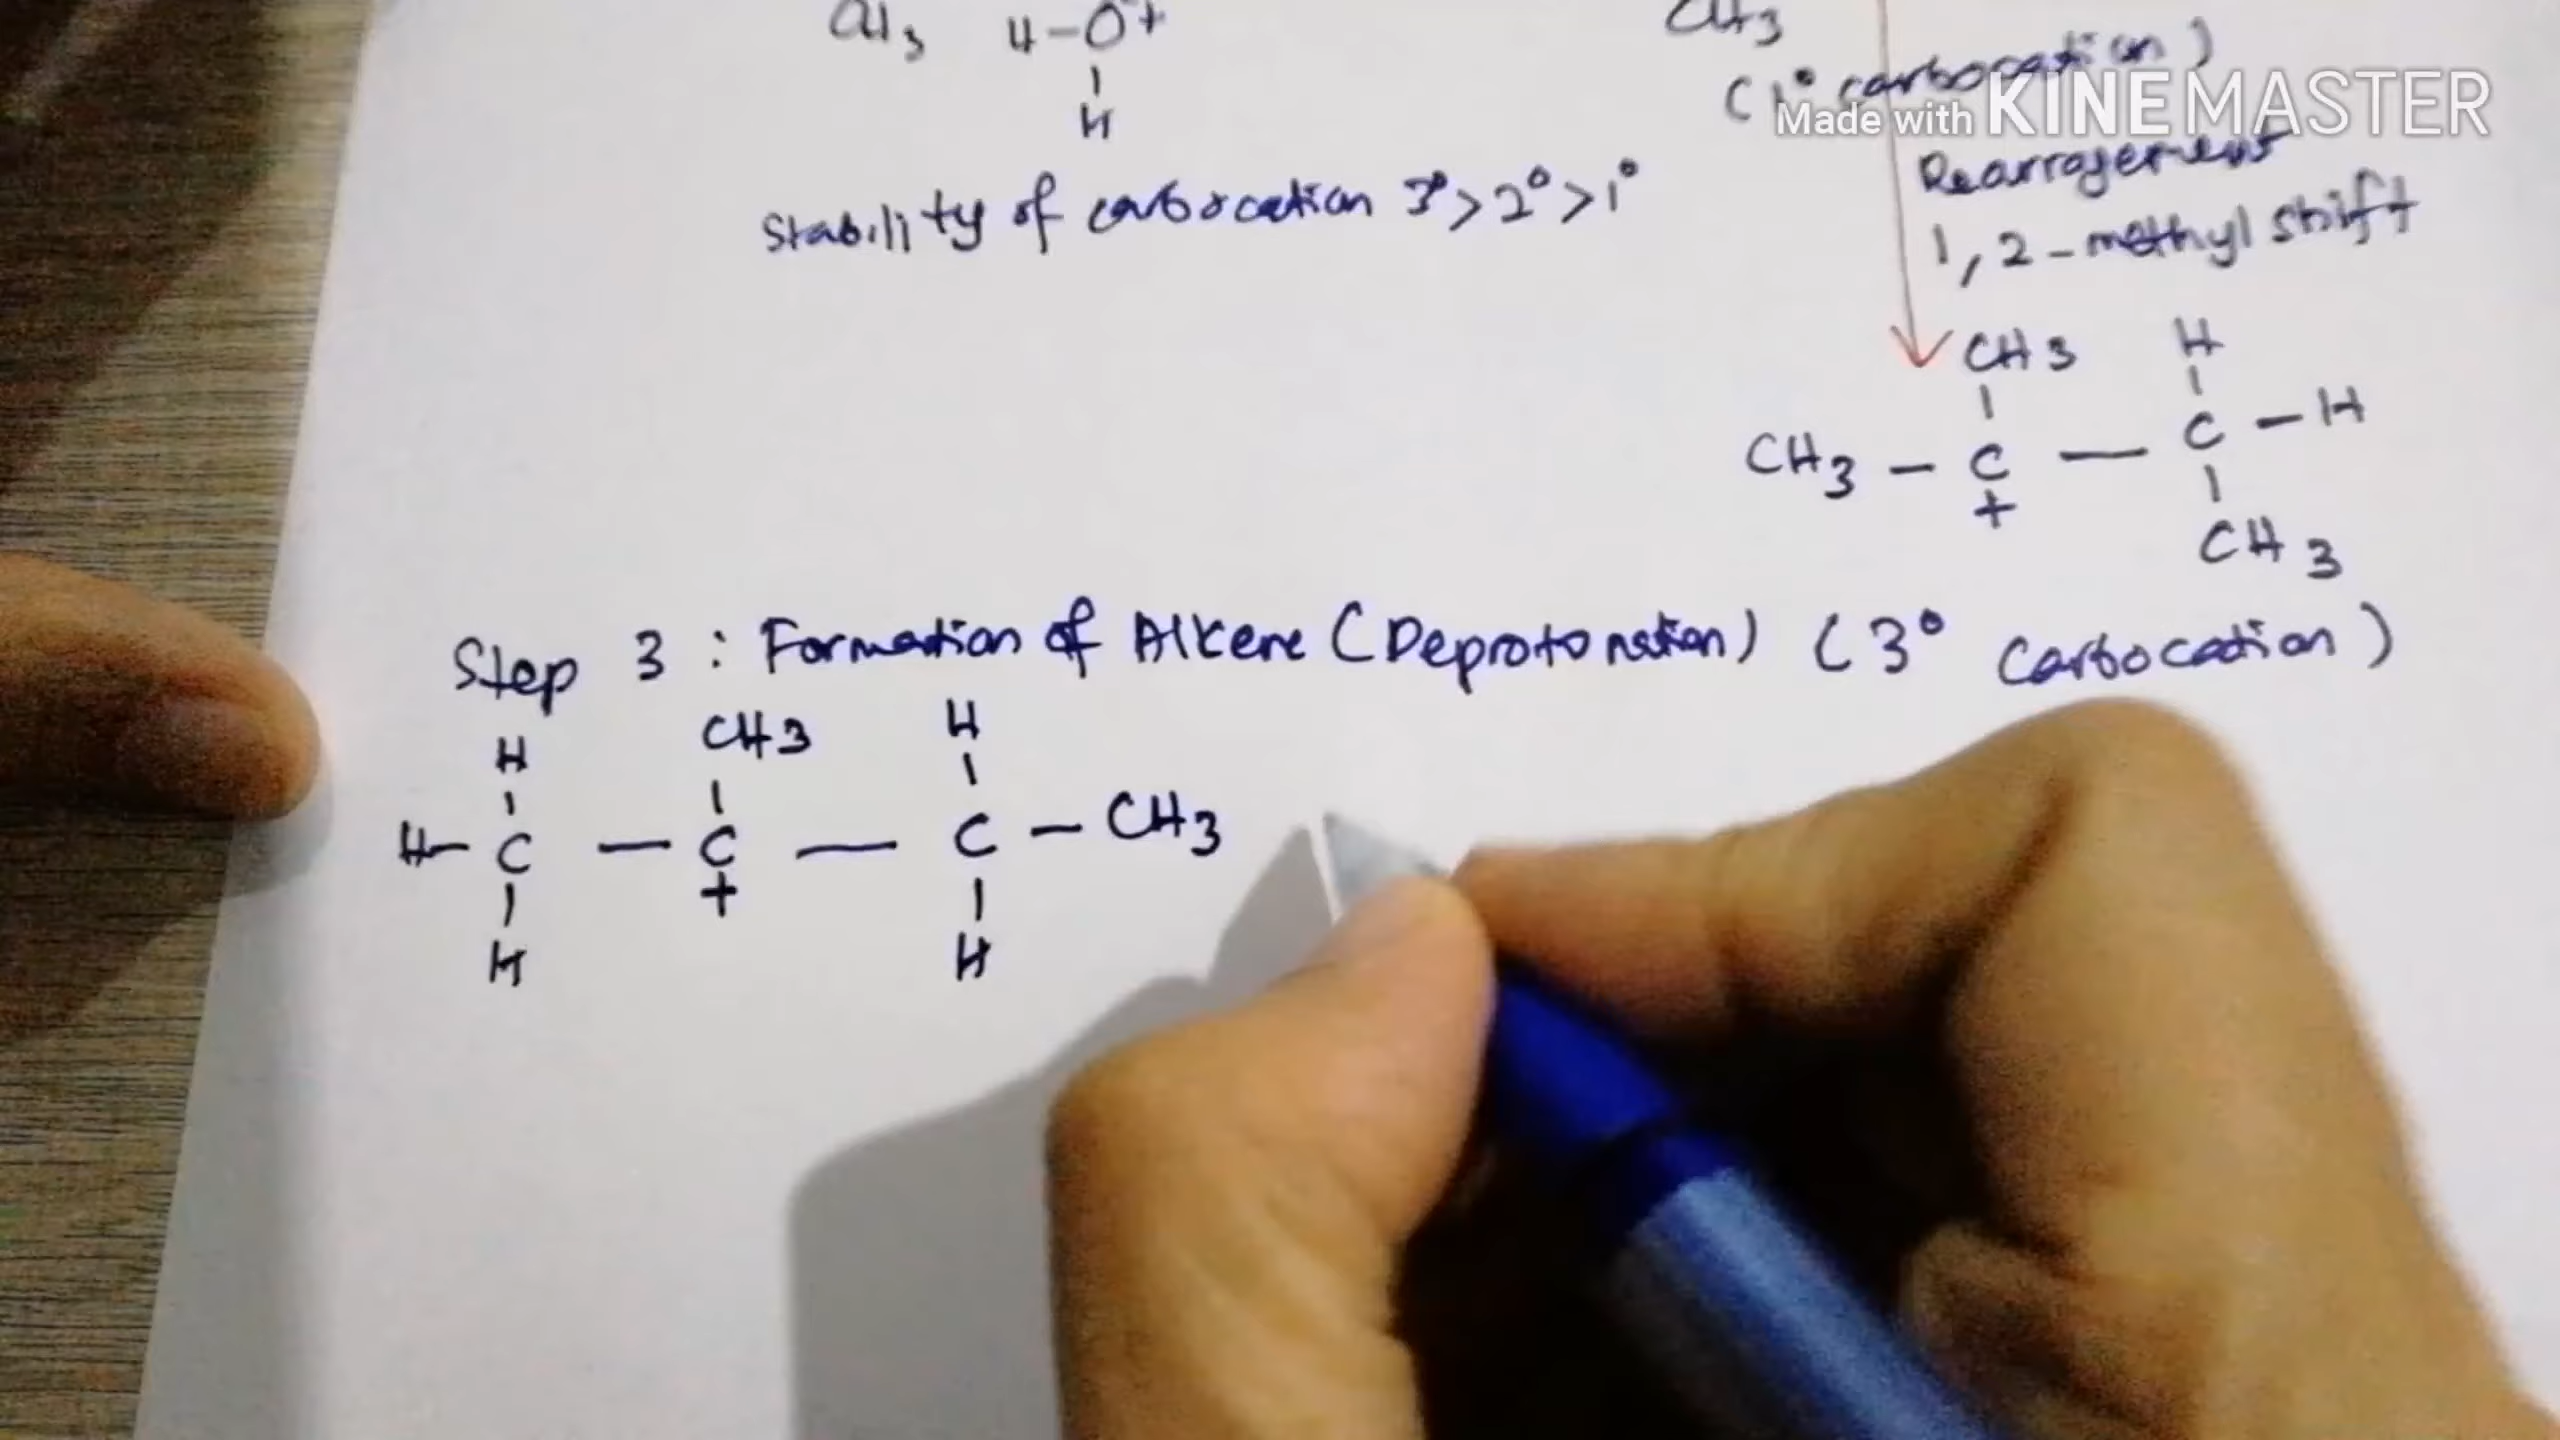 CH3 H-O+ CH3
H
(1° carbocation)
Made with KINEMASTER
Stability of carbocation 3° > 2° > 1°
1,2-methyl shift
CH3 H
CH3 - C — C - H
+
CH3
Step 3 : Formation of Alkene (Deprotonation) (3° Carbocation)
H CH3 H
H- C — C — C - CH3
+
H H